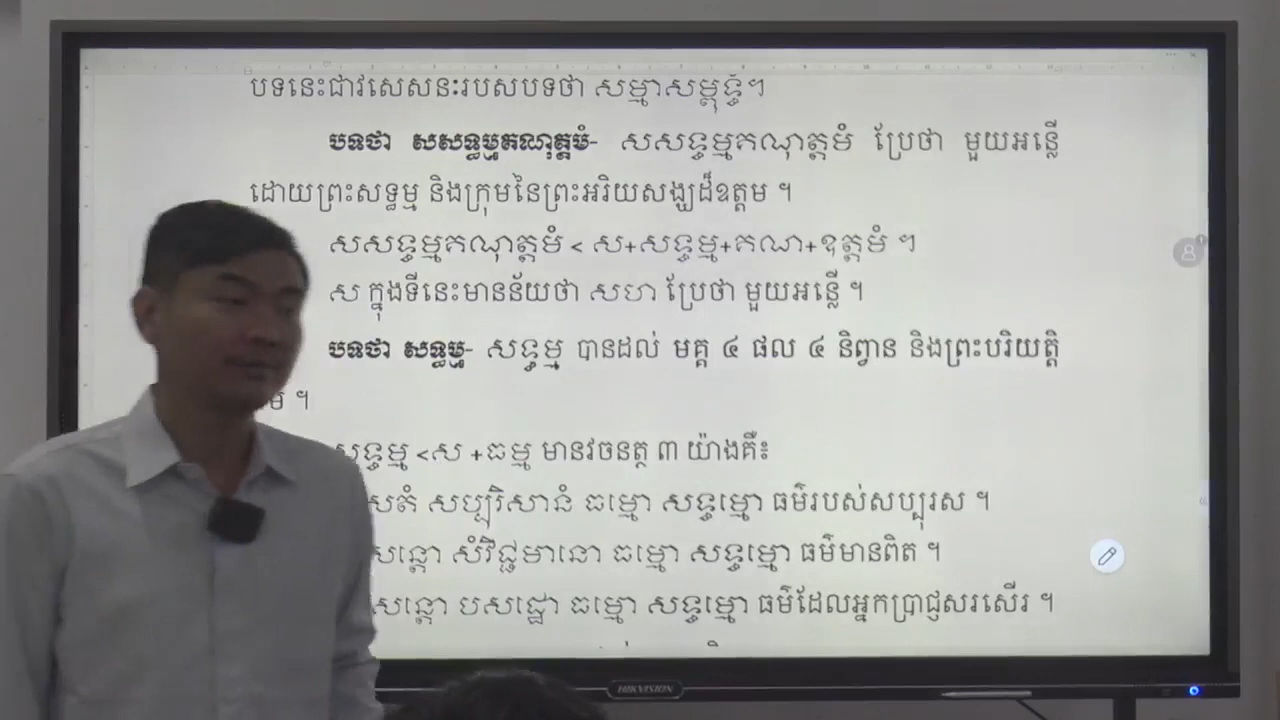 បទនេះជាវិសេសនៈរបស់បទថា សម្មាសម្ពុទ្ធំ។
បទថា សសទ្ធម្មគណុត្តមំ- សសទ្ធម្មគណុត្តមំ ប្រែថា មួយអន្លើ
ដោយព្រះសទ្ធម្ម និងក្រុមនៃព្រះអរិយសង្ឃដ៏ឧត្តម ។
សសទ្ធម្មគណុត្តមំ < ស+សទ្ធម្ម+គណ+ឧត្តមំ ។
ស ក្នុងទីនេះមានន័យថា សហ ប្រែថា មួយអន្លើ ។
បទថា សទ្ធម្ម- សទ្ធម្ម បានដល់ មគ្គ ៤ ផល ៤ និព្វាន និងព្រះបរិយត្តិ
។
សទ្ធម្ម <ស +ធម្ម មានវចនត្ថ ៣ យ៉ាងគឺ៖
សតំ សប្បុរិសានំ ធម្មោ សទ្ធម្មោ ធម៌របស់សប្បុរស ។
សន្តោ សំវិជ្ជមានោ ធម្មោ សទ្ធម្មោ ធម៌មានពិត ។
សន្តោ បសដ្ឋោ ធម្មោ សទ្ធម្មោ ធម៌ដែលអ្នកប្រាជ្ញសរសើរ ។
HIKVISION